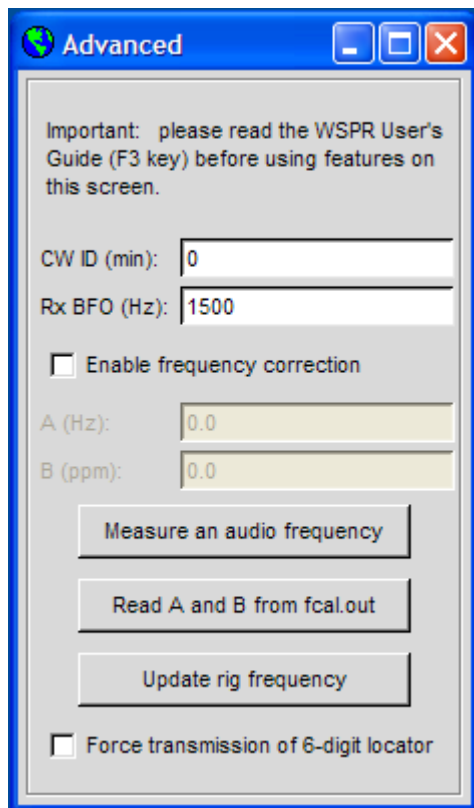 Advanced
Important: please read the WSPR User's
Guide (F3 key) before using features on
this screen.
CW ID (min): 0
Rx BFO (Hz): 1500
Enable frequency correction
A (Hz): 0.0
B (ppm): 0.0
Measure an audio frequency
Read A and B from fcal.out
Update rig frequency
Force transmission of 6-digit locator